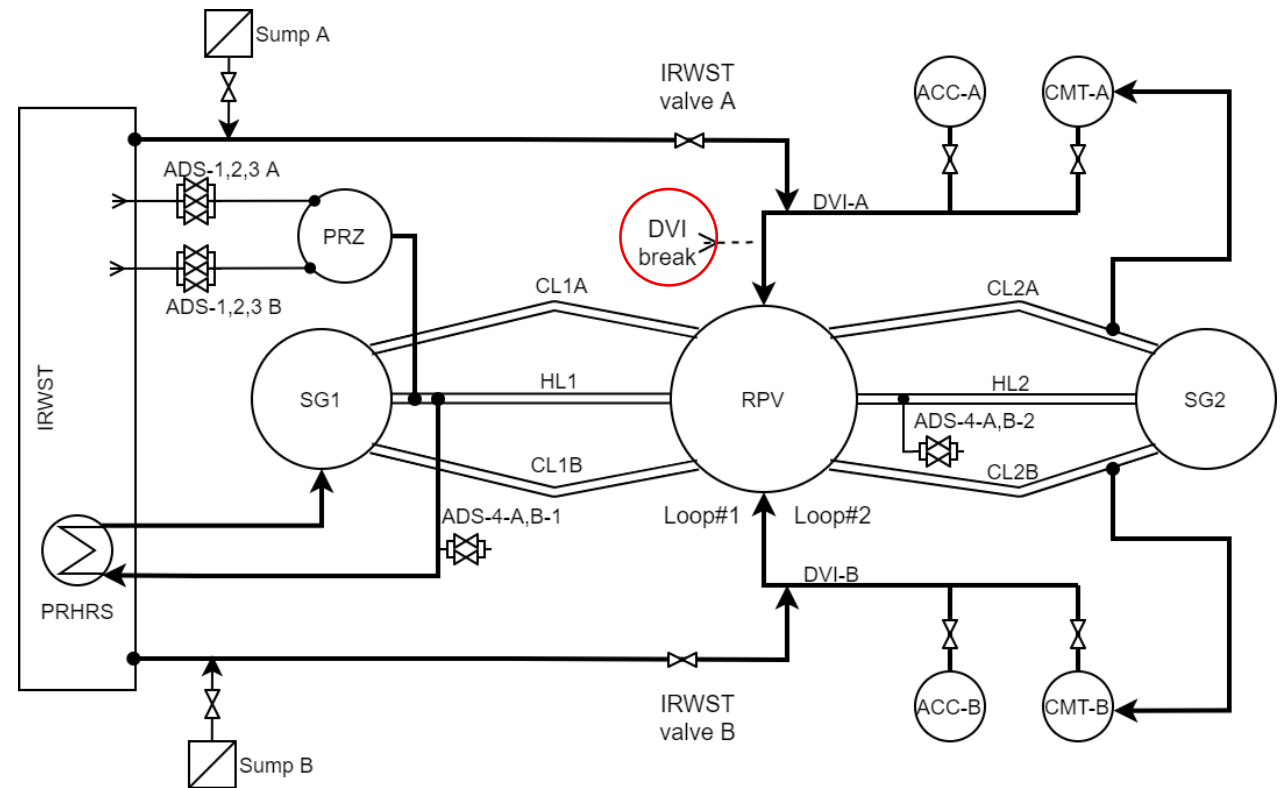 Sump A
IRWST
valve A
ACC-A
CMT-A
ADS-1,2,3 A
DVI-A
PRZ
DVI
break
ADS-1,2,3 B
CL1A
CL2A
IRWST
SG1
HL1
RPV
HL2
SG2
ADS-4-A,B-2
CL1B
CL2B
ADS-4-A,B-1
Loop#1
Loop#2
DVI-B
PRHRS
IRWST
valve B
ACC-B
CMT-B
Sump B